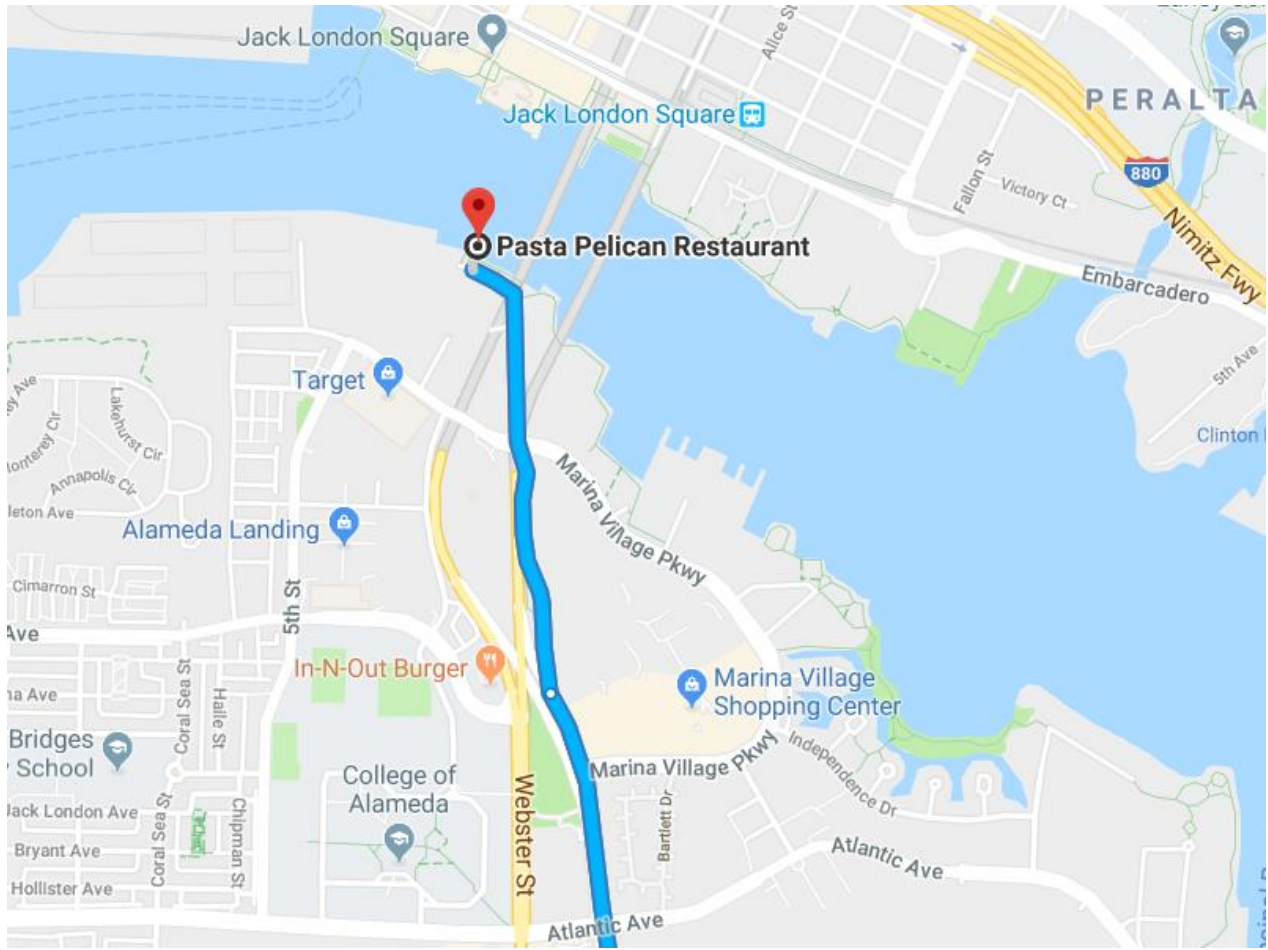 Jack London Square
Alice St
PERALTA
Jack London Square
880
Fallon St
Victory Ct
Nimitz Fwy
Pasta Pelican Restaurant
Embarcadero
5th Ave
Target
Lakehurst Cir
Monterey Cir
Clinton
Annapolis Cir
Marina Village Pkwy
Alameda Landing
Cimarron St
5th St
Ave
In-N-Out Burger
Marina Village
Shopping Center
Coral Sea St
Haile St
Bridges
School
Independence Dr
Marina Village Pkwy
College of
Alameda
Webster St
Bartlett Dr
Jack London Ave
Coral Sea St
Chipman St
Bryant Ave
Atlantic Ave
Hollister Ave
Atlantic Ave